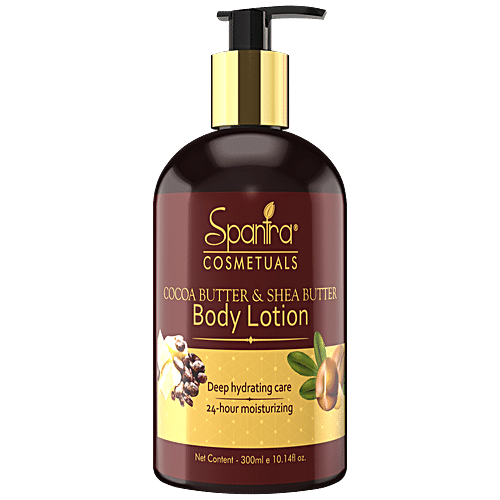 Spantra®
COSMETUALS
COCOA BUTTER & SHEA BUTTER
Body Lotion
Deep hydrating care
24-hour moisturizing
Net Content - 300ml e 10.14fl oz.